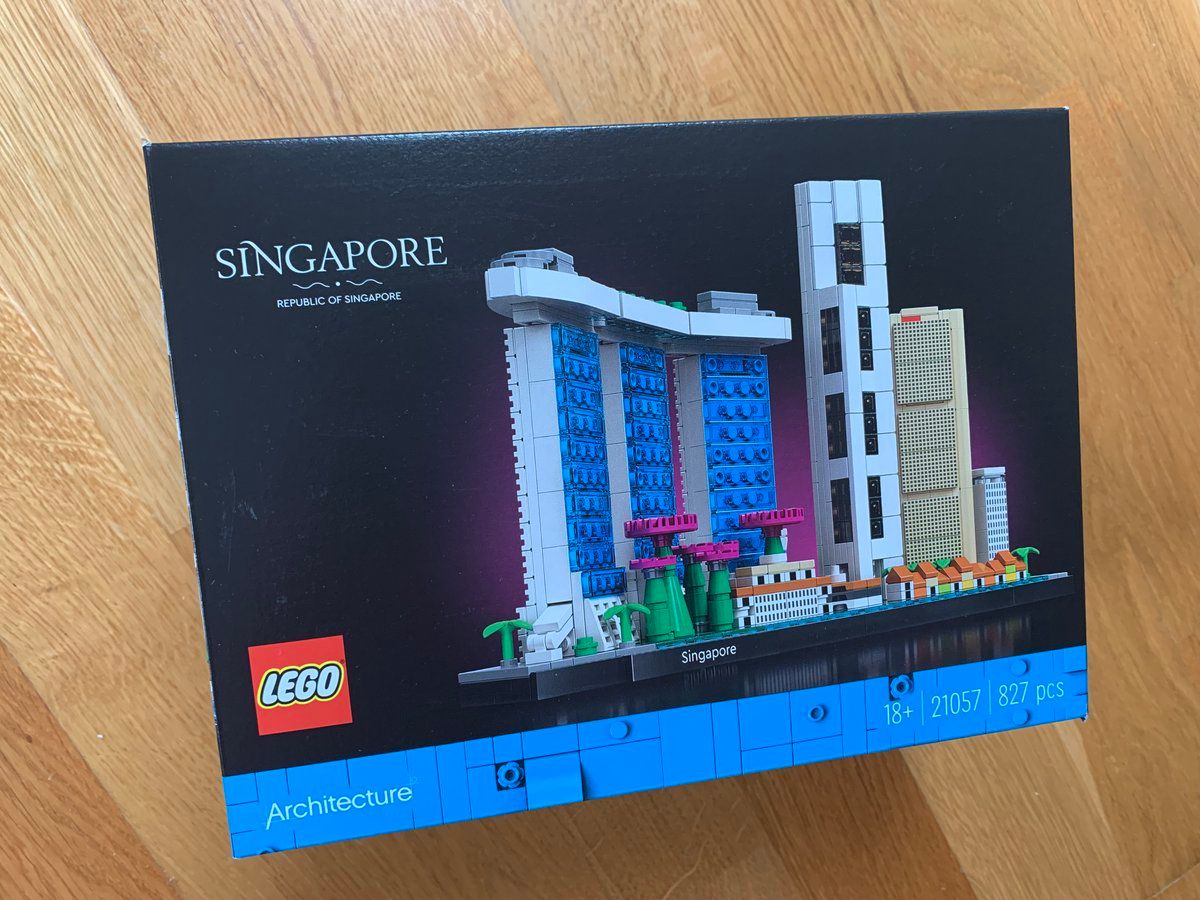 SINGAPORE
REPUBLIC OF SINGAPORE
Singapore
LEGO
18+ | 21057 | 827 pcs
Architecture